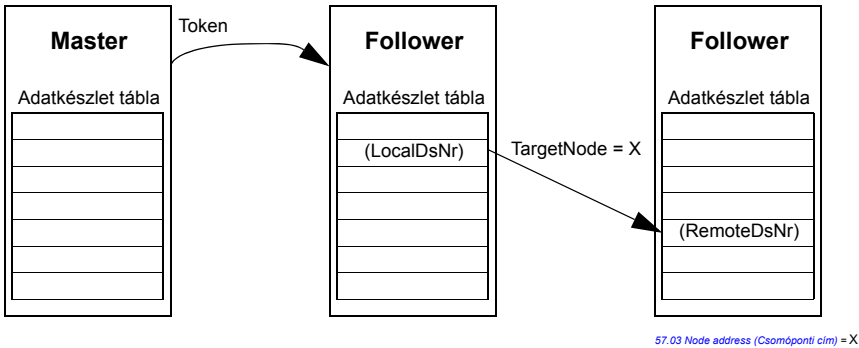 Master
Token
Follower
Follower
Adatkészlet tábla
Adatkészlet tábla
Adatkészlet tábla
(LocalDsNr)
TargetNode = X
(RemoteDsNr)
57.03 Node address (Csomóponti cím) = X